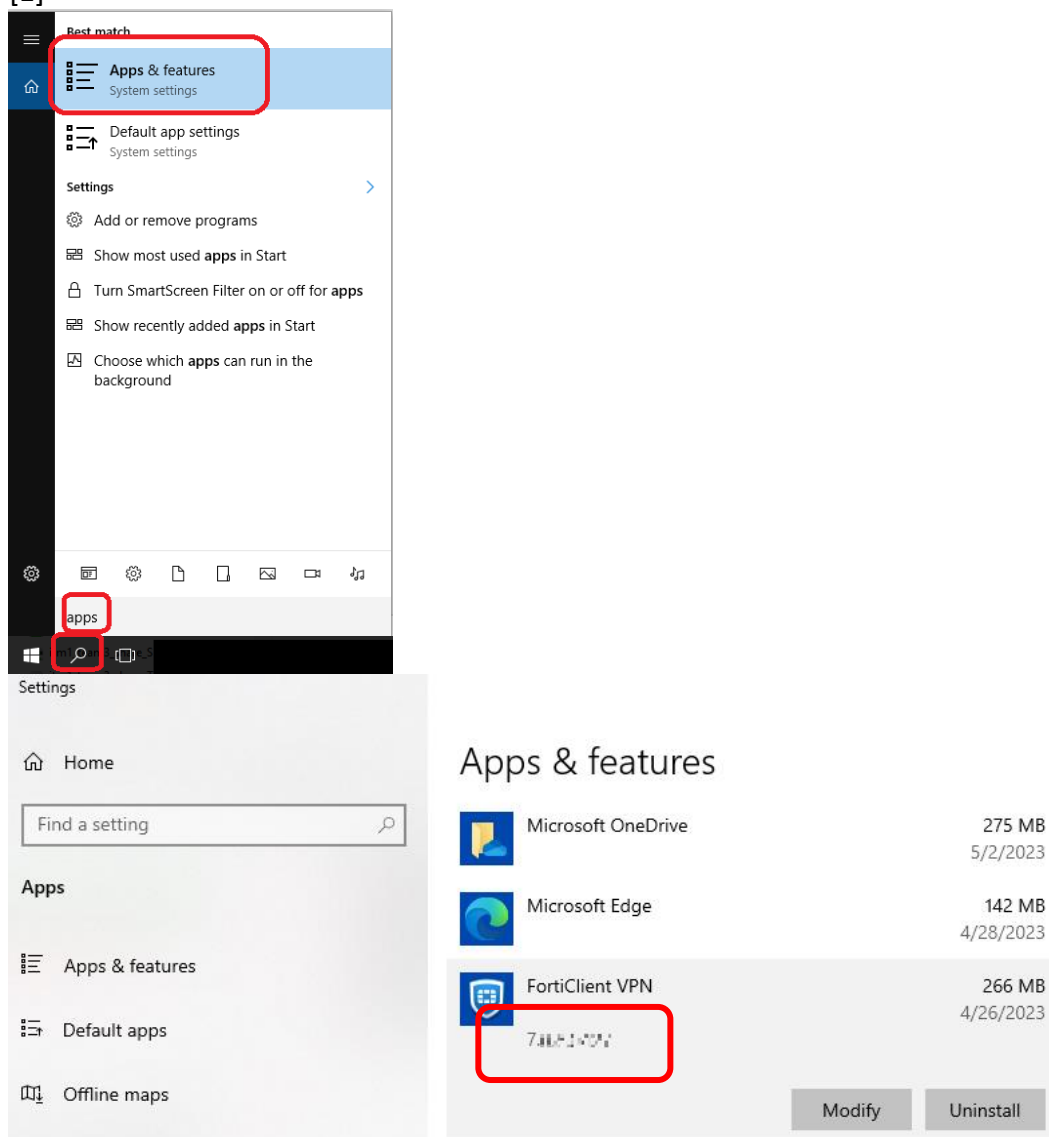 Best match
Apps & features
System settings
Default app settings
System settings
Settings
Add or remove programs
Show most used apps in Start
Turn SmartScreen Filter on or off for apps
Show recently added apps in Start
Choose which apps can run in the
background
apps
Settings
Home
Find a setting
Apps
Apps & features
Default apps
Offline maps
Apps & features
Microsoft OneDrive 275 MB
5/2/2023
Microsoft Edge 142 MB
4/28/2023
FortiClient VPN 266 MB
4/26/2023
Modify Uninstall